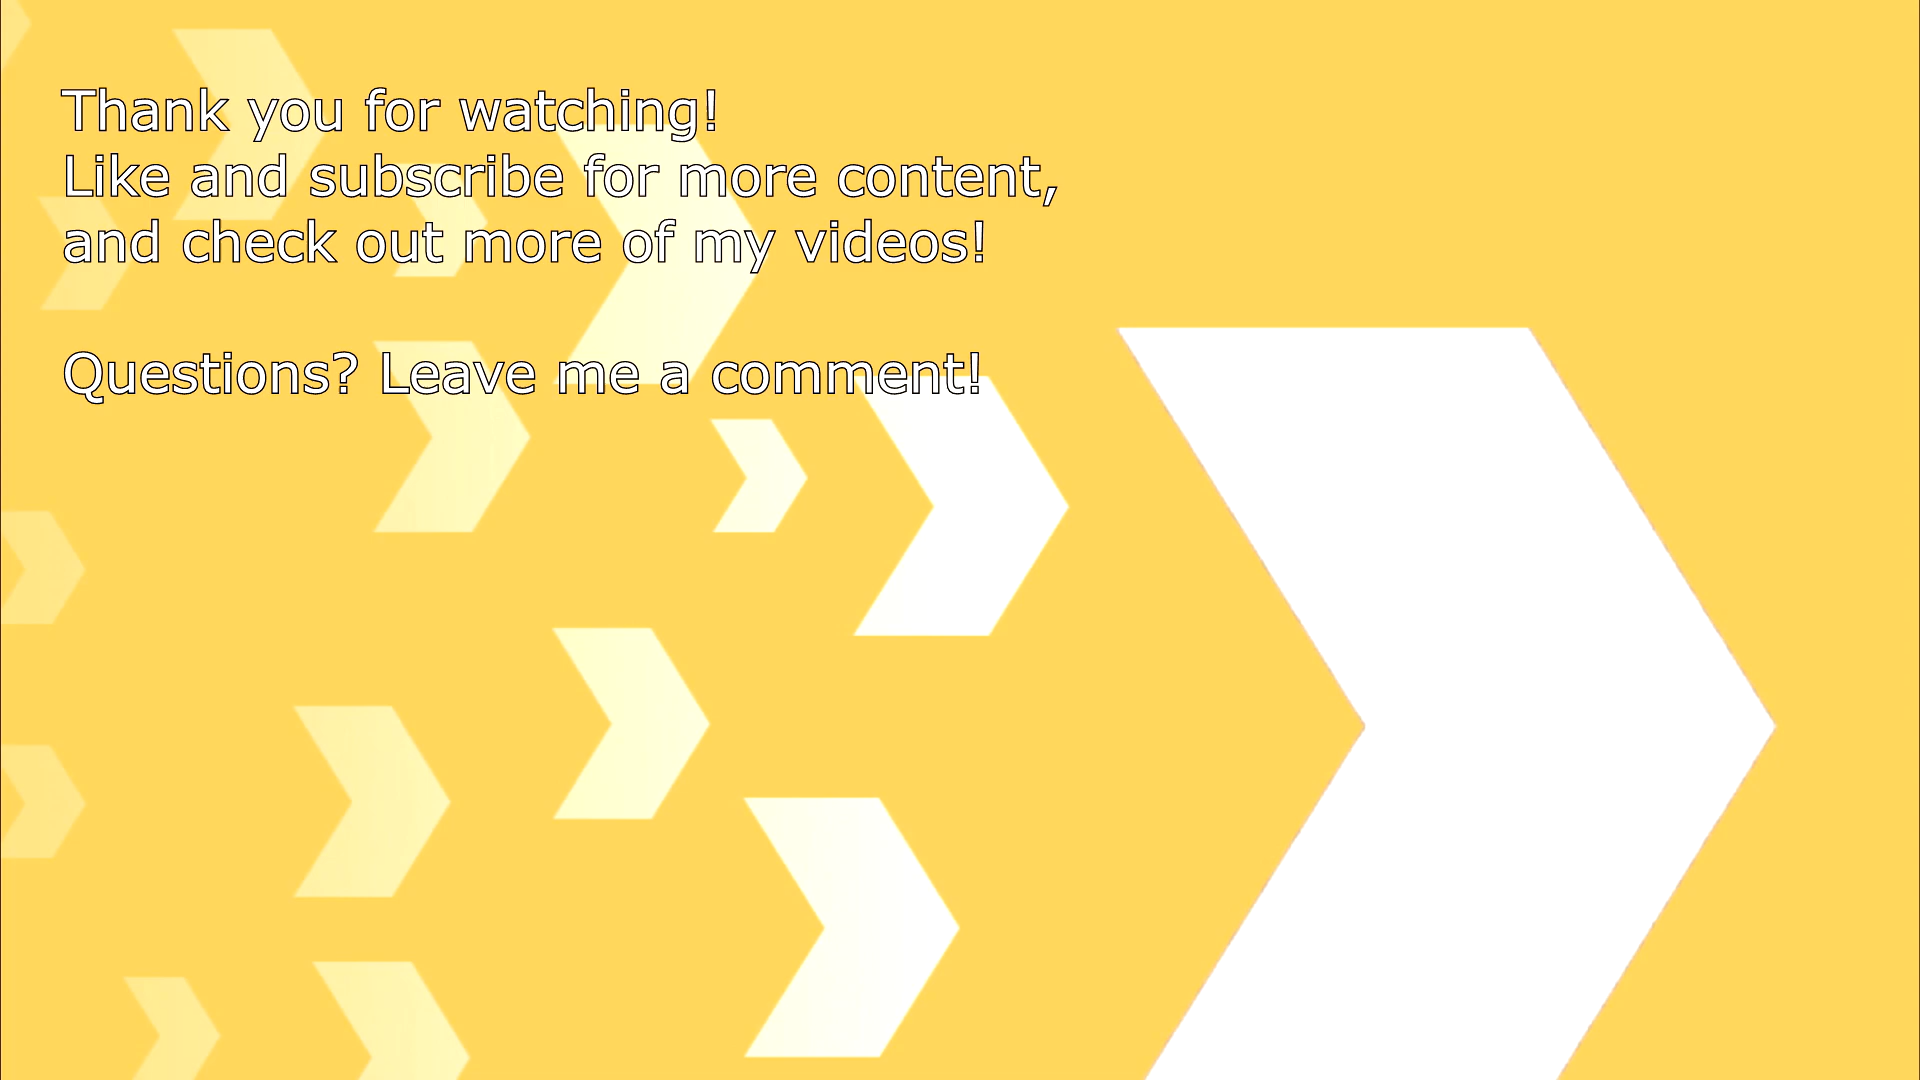 Thank you for watching!
Like and subscribe for more content,
and check out more of my videos!
Questions? Leave me a comment!